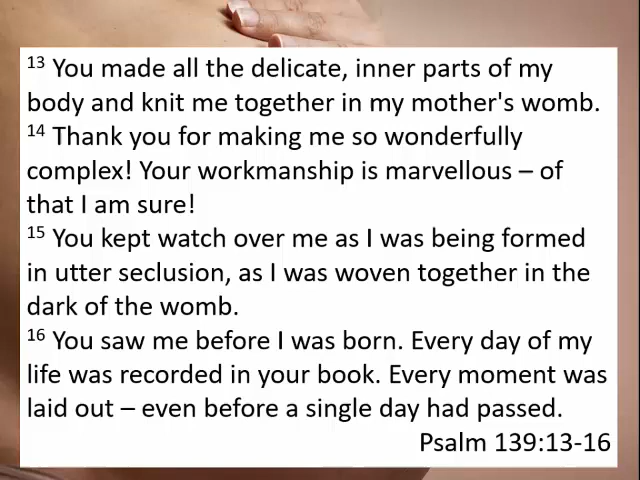 13 You made all the delicate, inner parts of my
body and knit me together in my mother's womb.
14 Thank you for making me so wonderfully
complex! Your workmanship is marvellous – of
that I am sure!
15 You kept watch over me as I was being formed
in utter seclusion, as I was woven together in the
dark of the womb.
16 You saw me before I was born. Every day of my
life was recorded in your book. Every moment was
laid out – even before a single day had passed.
Psalm 139:13-16